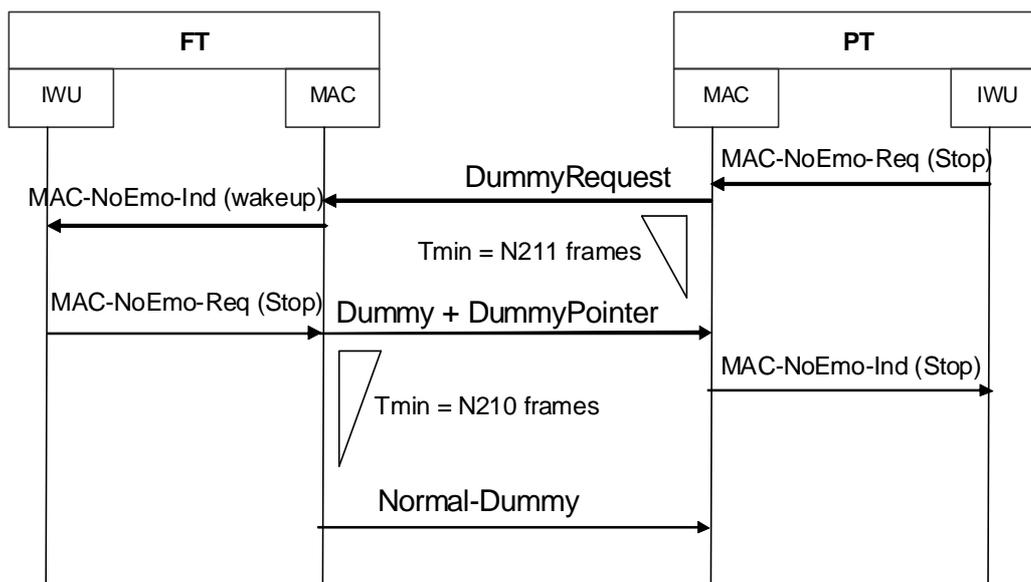 FT
PT
IWU
MAC
MAC
IWU
MAC-NoEmo-Req (Stop)
DummyRequest
MAC-NoEmo-Ind (wakeup)
Tmin = N211 frames
MAC-NoEmo-Req (Stop)
Dummy + DummyPointer
MAC-NoEmo-Ind (Stop)
Tmin = N210 frames
Normal-Dummy